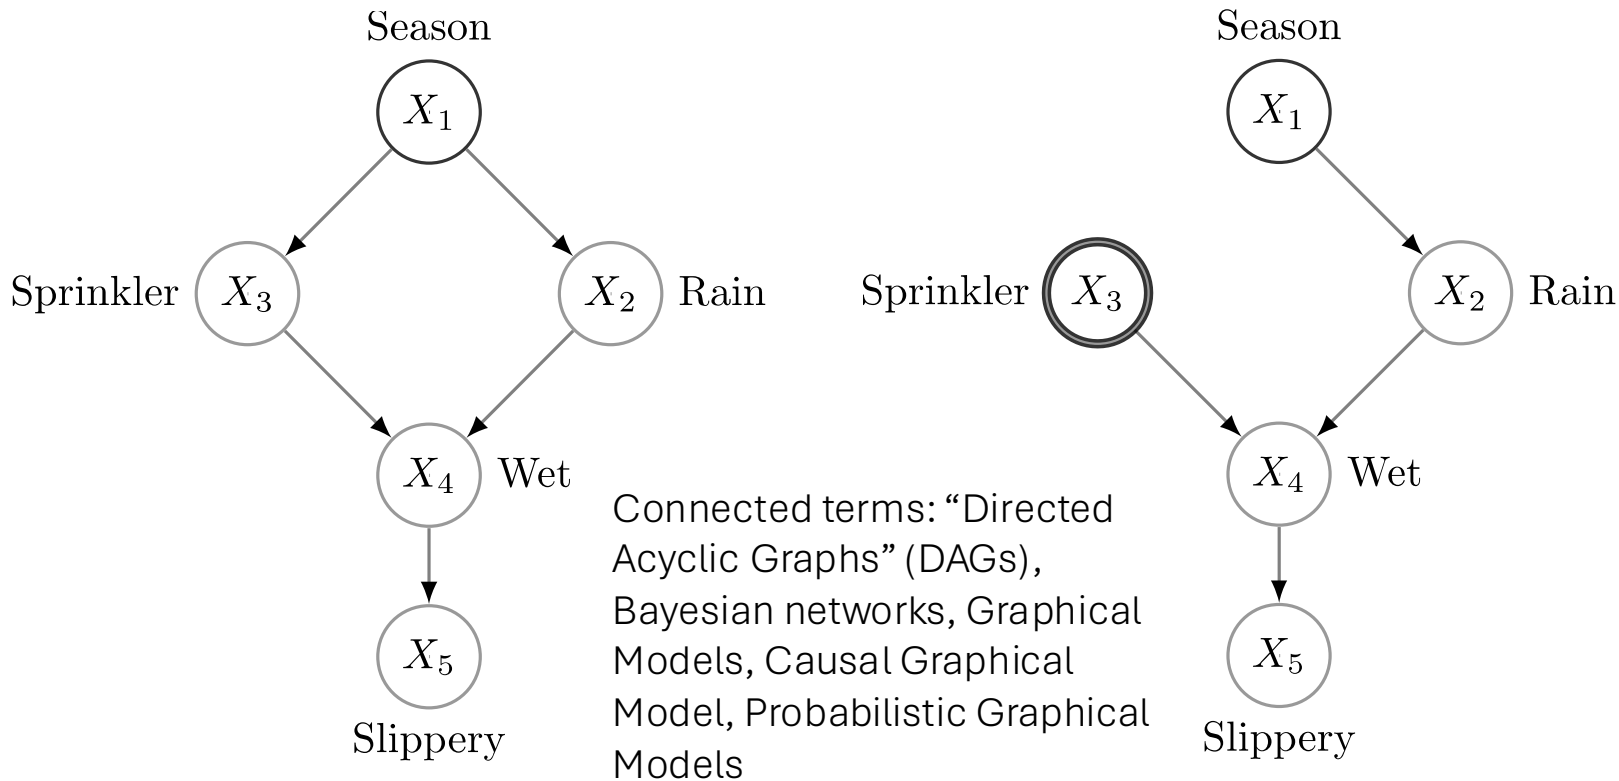 Season
X₁
Sprinkler X₃
X₂ Rain
X₄ Wet
X₅
Slippery
Season
X₁
Sprinkler X₃
X₂ Rain
X₄ Wet
X₅
Slippery
Connected terms: “Directed
Acyclic Graphs” (DAGs),
Bayesian networks, Graphical
Models, Causal Graphical
Model, Probabilistic Graphical
Models